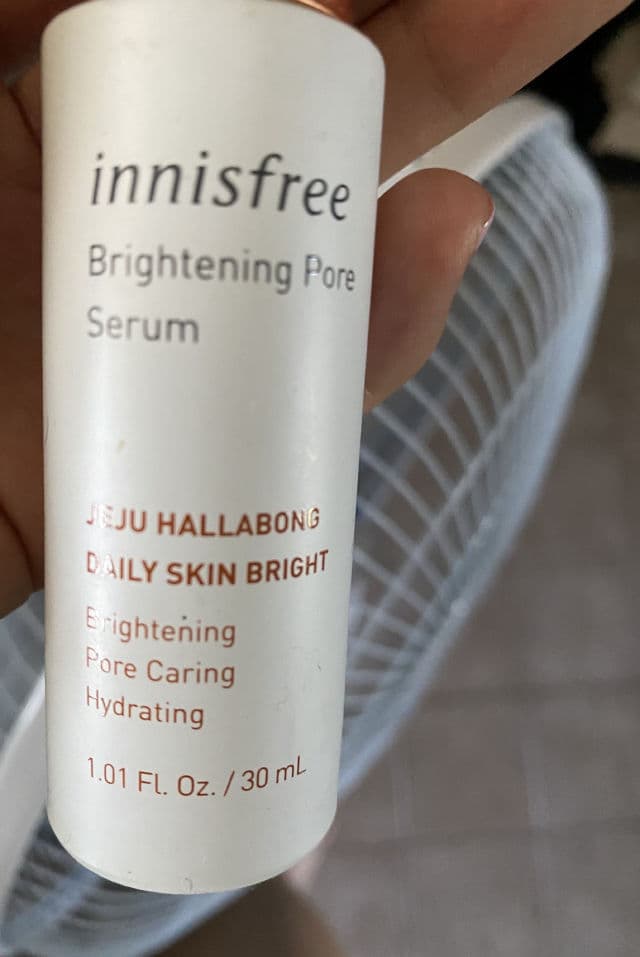 innisfree
Brightening Pore
Serum
JEJU HALLABONG
DAILY SKIN BRIGHT
Brightening
Pore Caring
Hydrating
1.01 FL. Oz. / 30 mL